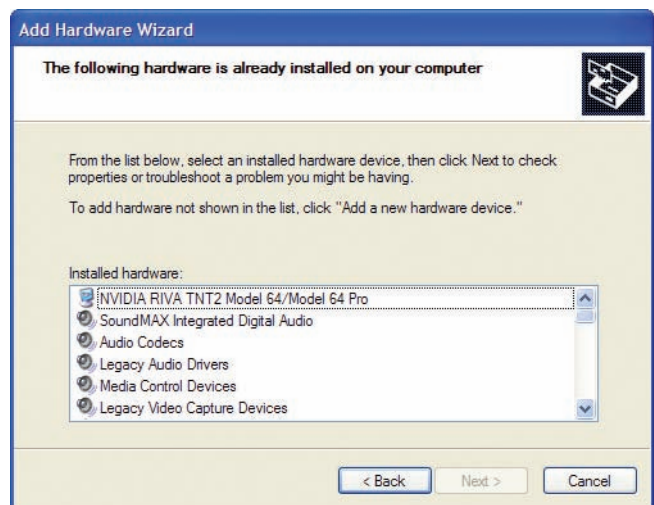 Add Hardware Wizard
The following hardware is already installed on your computer
From the list below, select an installed hardware device, then click Next to check
properties or troubleshoot a problem you might be having.
To add hardware not shown in the list, click "Add a new hardware device."
Installed hardware:
NVIDIA RIVA TNT2 Model 64/Model 64 Pro
SoundMAX Integrated Digital Audio
Audio Codecs
Legacy Audio Drivers
Media Control Devices
Legacy Video Capture Devices
< Back Next > Cancel